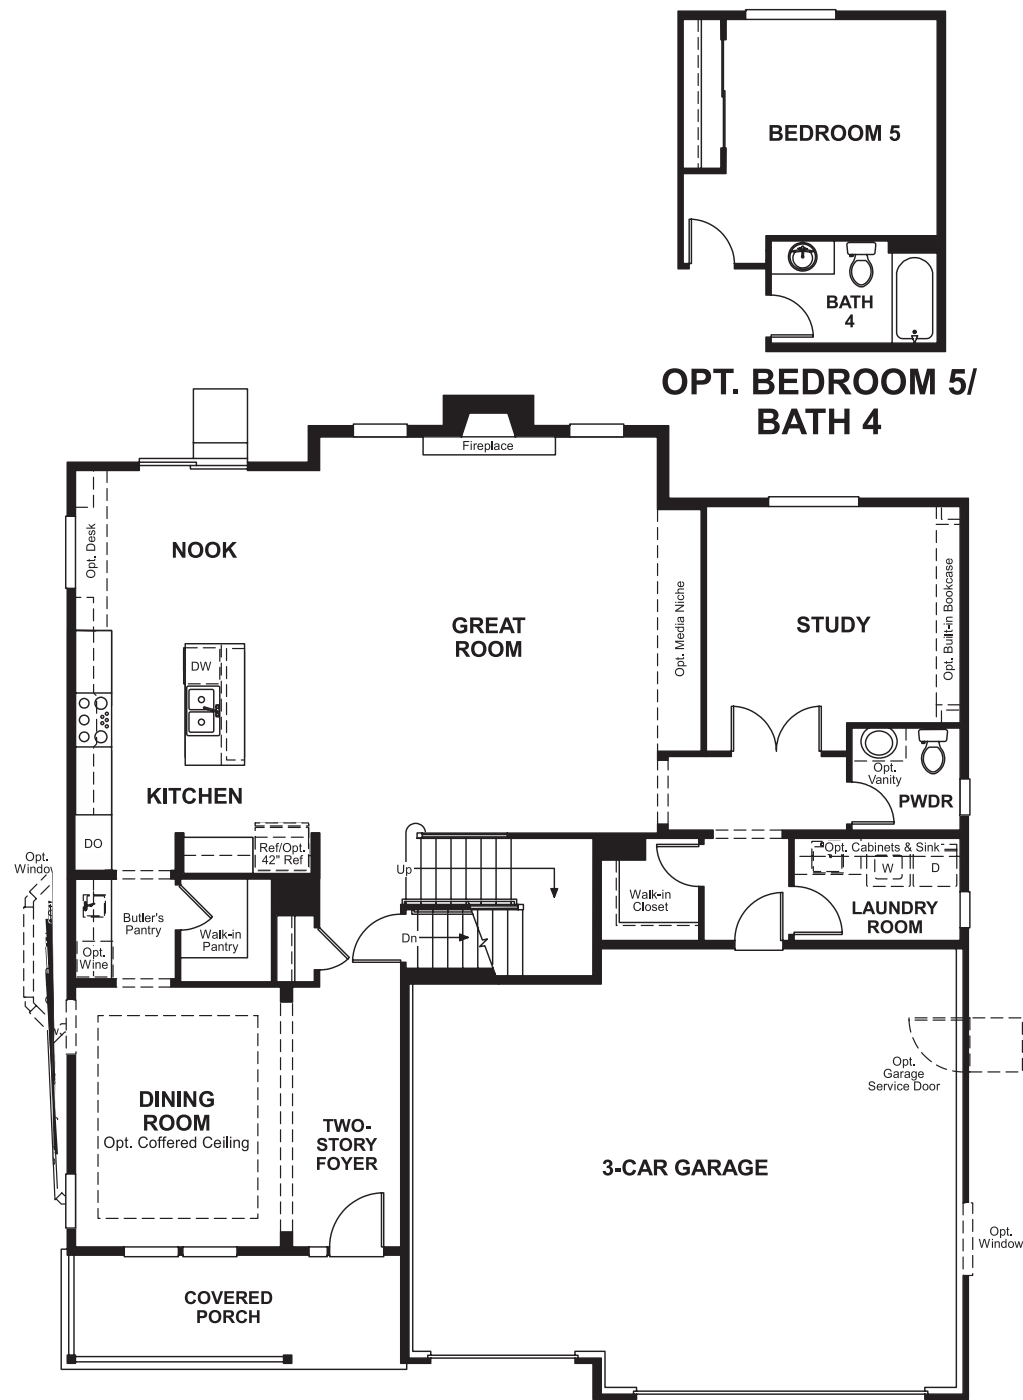 BEDROOM 5
BATH
4
OPT. BEDROOM 5/
BATH 4
Fireplace
Opt. Desk
NOOK
GREAT
ROOM
Opt. Media Niche
STUDY
Opt. Built-in Bookcase
DW
KITCHEN
Opt.
Vanity
PWDR
DO
Ref/Opt.
42" Ref
Opt.
Up
Walk-in
Closet
Opt. Cabinets & Sink
W
D
LAUNDRY
ROOM
Butler's
Pantry
Walk-in
Pantry
Opt.
Wine
Dn
DINING
ROOM
Opt. Coffered Ceiling
TWO-
STORY
FOYER
Opt.
Garage
Service Door
3-CAR GARAGE
Opt.
Window
COVERED
PORCH